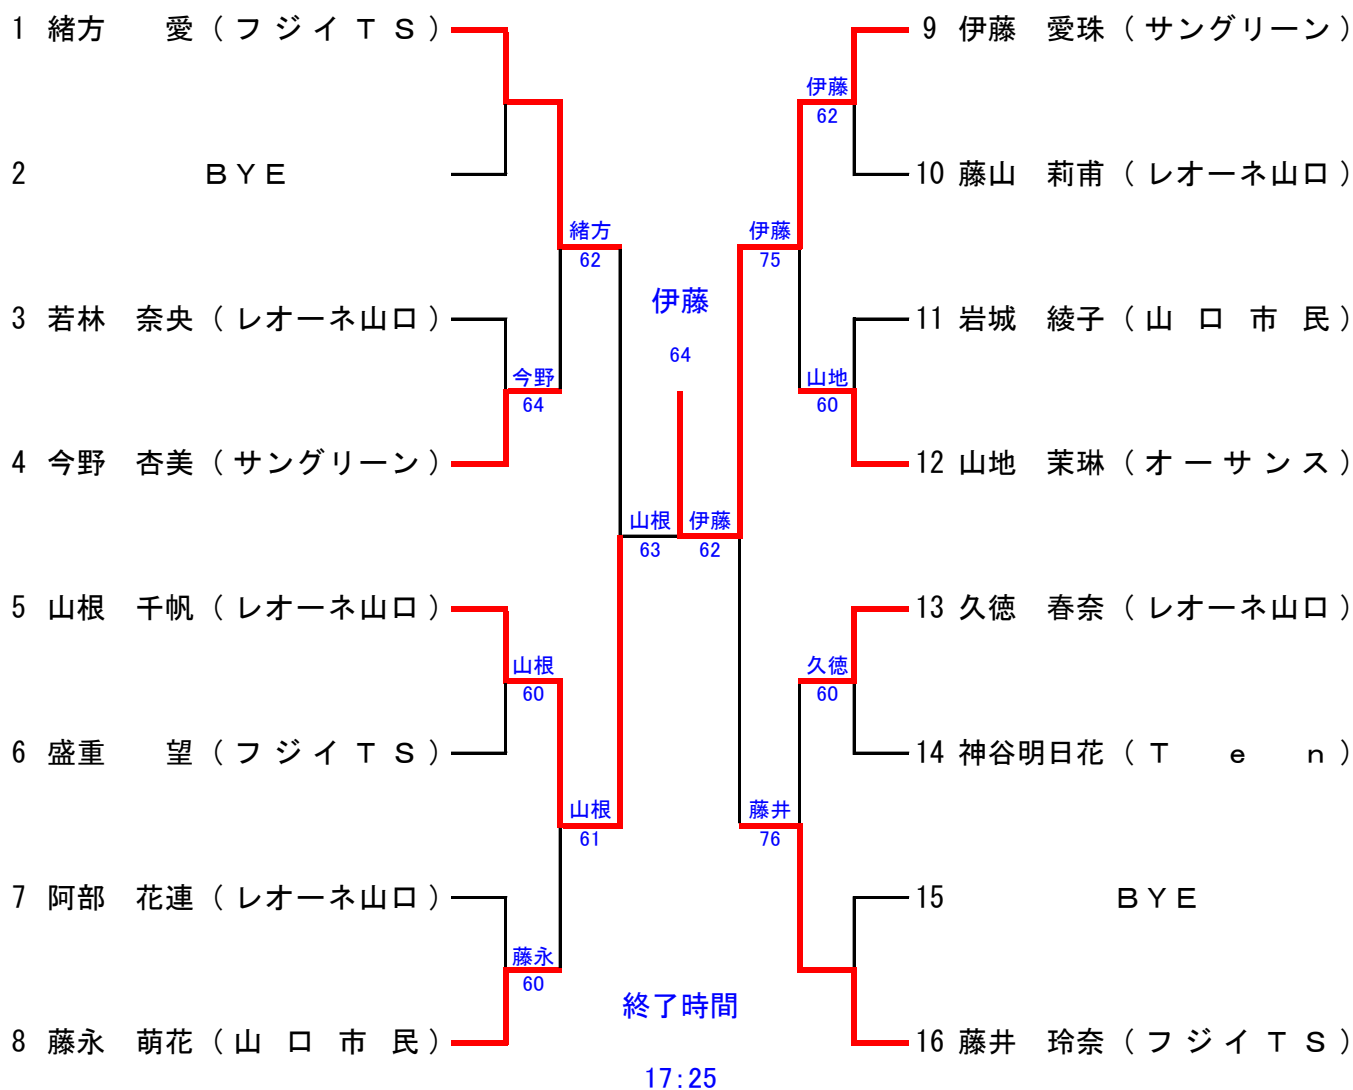 1 緒方　愛（フジイＴＳ）
2 ＢＹＥ
3 若林　奈央（レオーネ山口）
4 今野　杏美（サングリーン）
5 山根　千帆（レオーネ山口）
6 盛重　望（フジイＴＳ）
7 阿部　花連（レオーネ山口）
8 藤永　萌花（山口市民）
緒方
62
今野
64
山根
60
山根
61
藤永
60
伊藤
64
山根
63
伊藤
62
終了時間
17:25
伊藤
62
伊藤
75
山地
60
久徳
60
藤井
76
9 伊藤　愛珠（サングリーン）
10 藤山　莉甫（レオーネ山口）
11 岩城　綾子（山口市民）
12 山地　茉琳（オーサンス）
13 久徳　春奈（レオーネ山口）
14 神谷明日花（Ｔｅｎ）
15 ＢＹＥ
16 藤井　玲奈（フジイＴＳ）